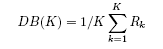 DB(K) = 1/K \sum_{k=1}^{K} R_k